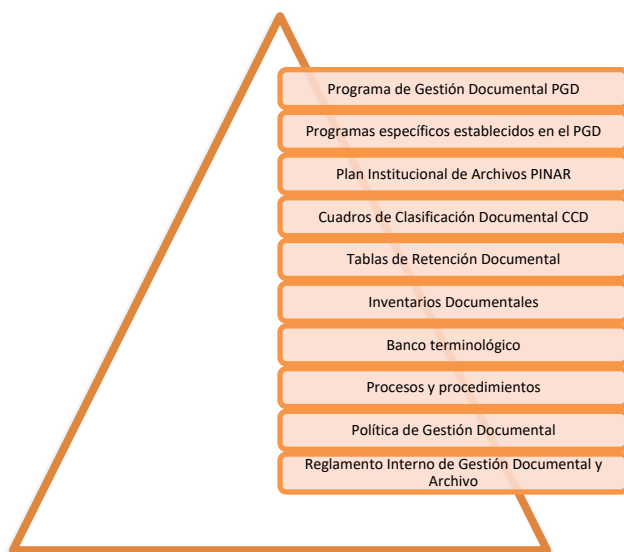 Programa de Gestión Documental PGD
Programas específicos establecidos en el PGD
Plan Institucional de Archivos PINAR
Cuadros de Clasificación Documental CCD
Tablas de Retención Documental
Inventarios Documentales
Banco terminológico
Procesos y procedimientos
Política de Gestión Documental
Reglamento Interno de Gestión Documental y
Archivo